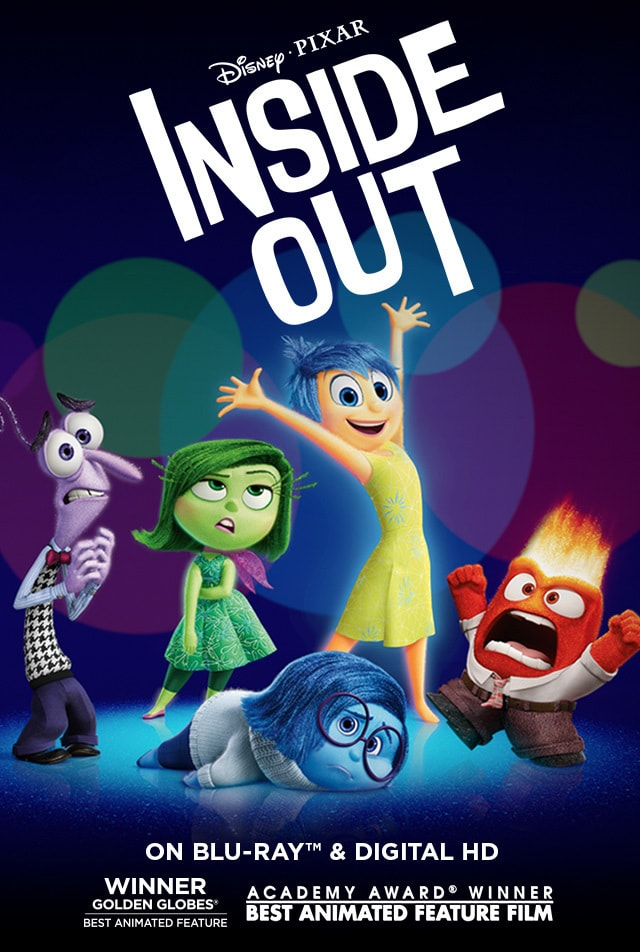 Disney · PIXAR
INSIDE
OUT
ON BLU-RAY™ & DIGITAL HD
WINNER
GOLDEN GLOBES®
BEST ANIMATED FEATURE
ACADEMY AWARD® WINNER
BEST ANIMATED FEATURE FILM